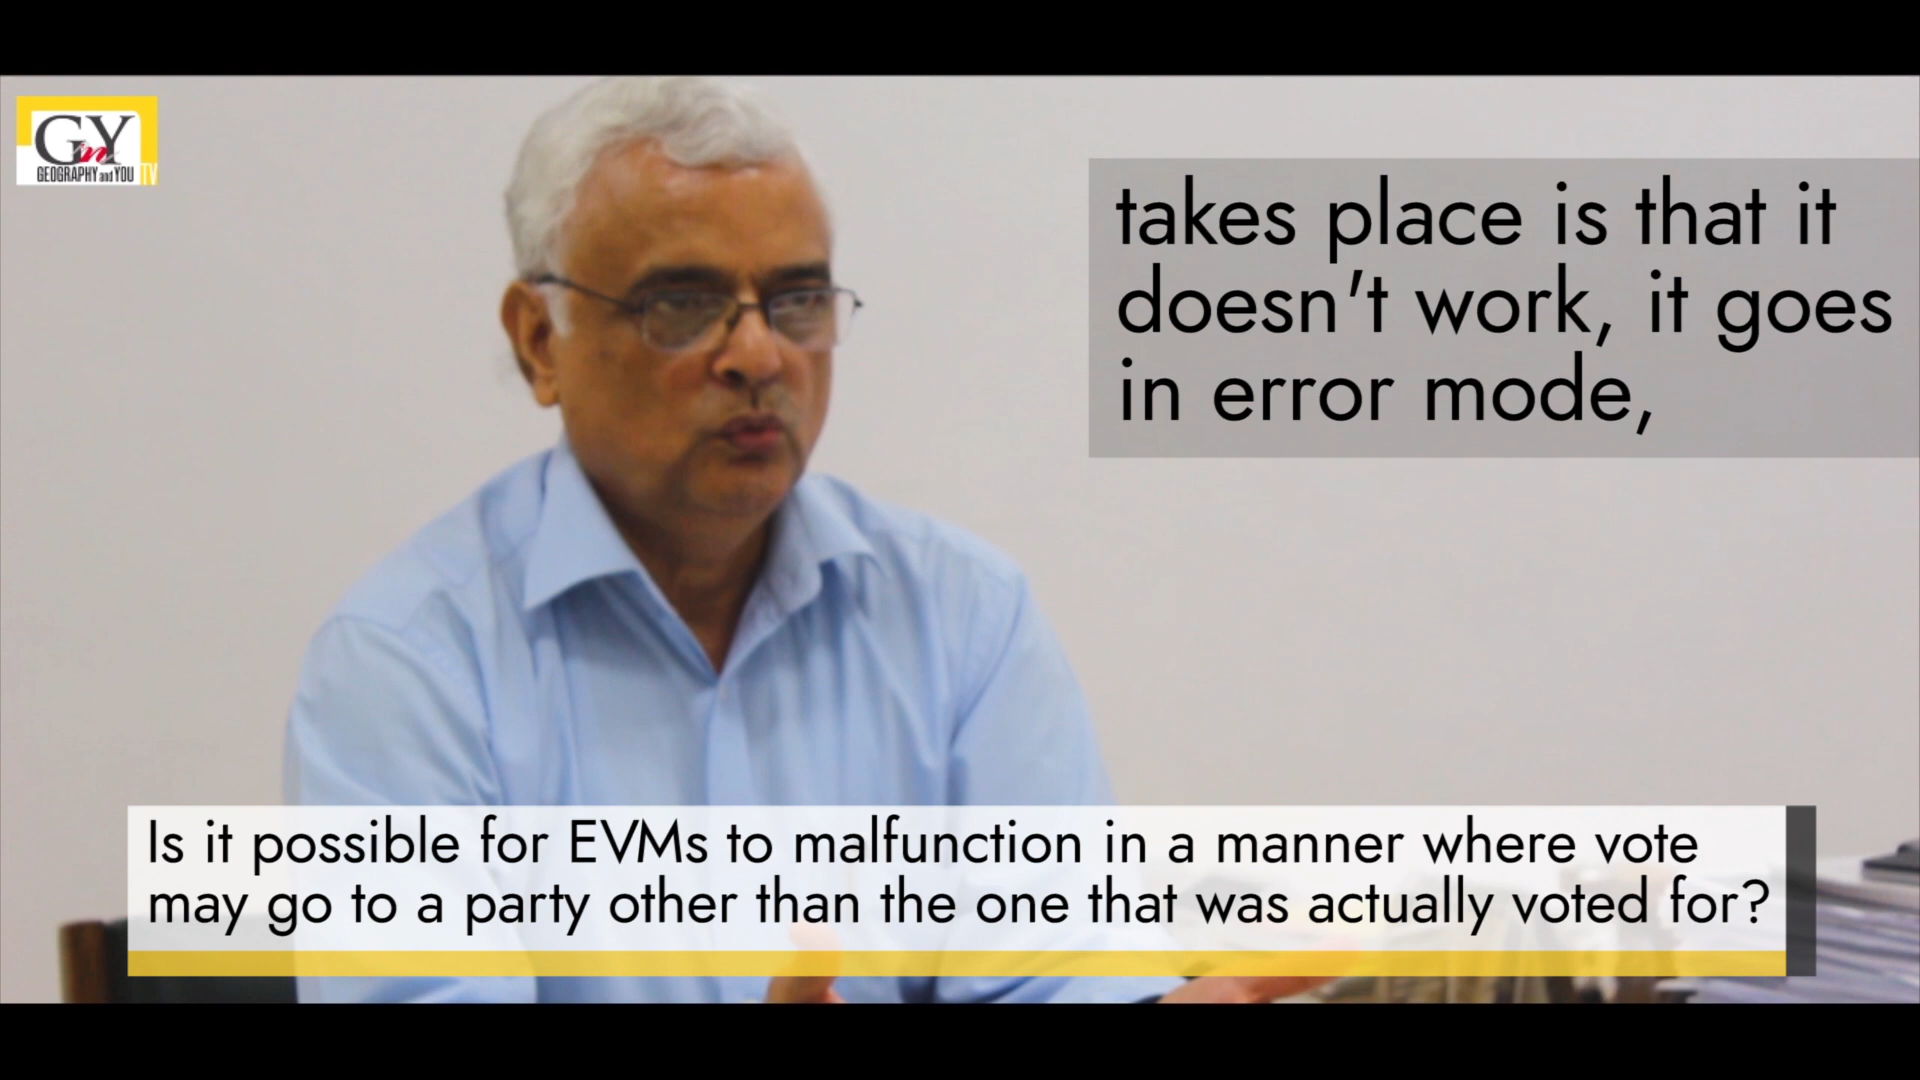 GnY
GEOGRAPHY and YOU TV
takes place is that it
doesn't work, it goes
in error mode,
Is it possible for EVMs to malfunction in a manner where vote
may go to a party other than the one that was actually voted for?